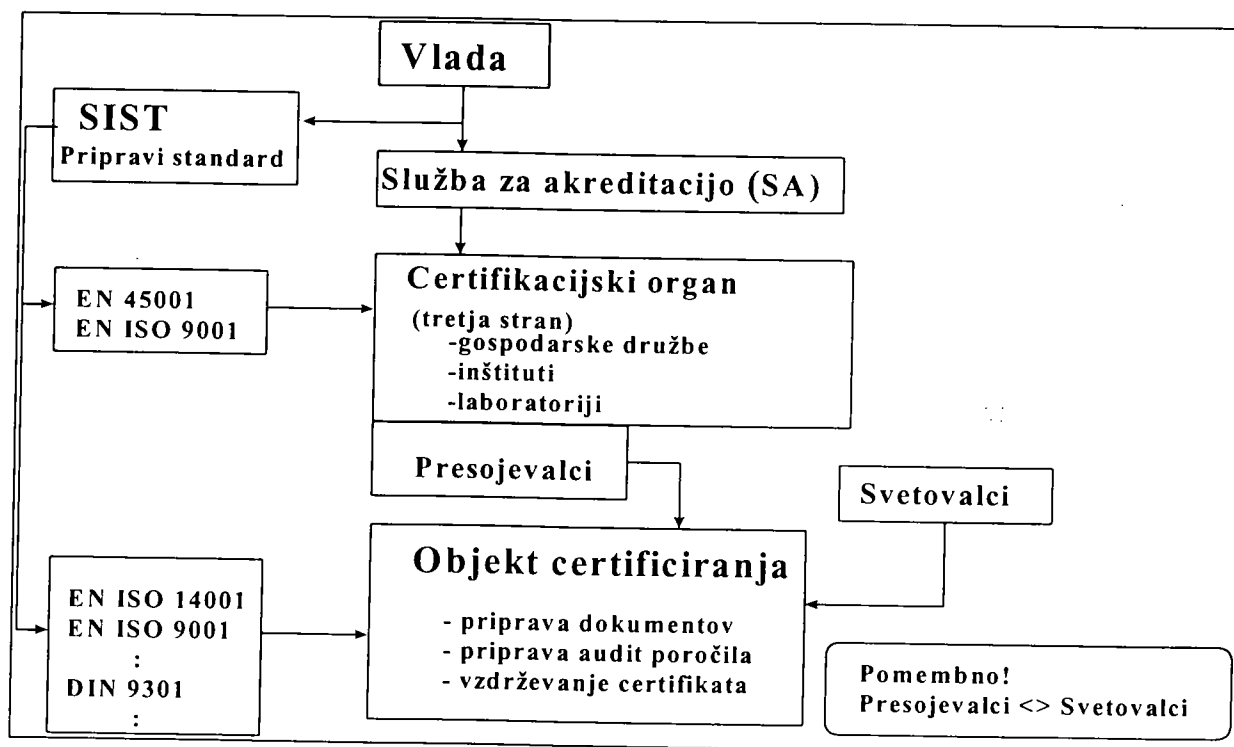 Vlada
SIST
Pripravi standard
Služba za akreditacijo (SA)
Certifikacijski organ
(tretja stran)
-gospodarske družbe
-inštituti
-laboratoriji
EN 45001
EN ISO 9001
Presojevalci
Svetovalci
Objekt certificiranja
- priprava dokumentov
- priprava audit poročila
- vzdrževanje certifikata
EN ISO 14001
EN ISO 9001
:
DIN 9301
:
Pomembno!
Presojevalci <> Svetovalci